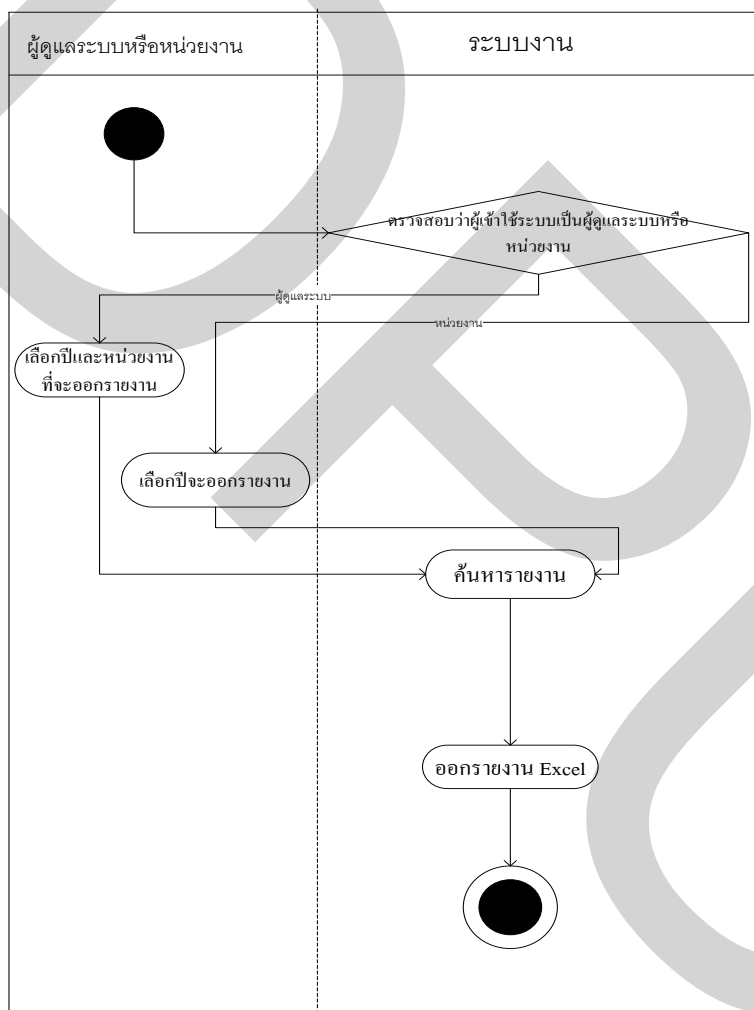 ผู้ดูแลระบบหรือหน่วยงาน
ระบบงาน
ตรวจสอบว่าผู้เข้าใช้ระบบเป็นผู้ดูแลระบบหรือ
หน่วยงาน
ผู้ดูแลระบบ
หน่วยงาน
เลือกปีและหน่วยงาน
ที่จะออกรายงาน
เลือกปีจะออกรายงาน
ค้นหารายงาน
ออกรายงาน Excel